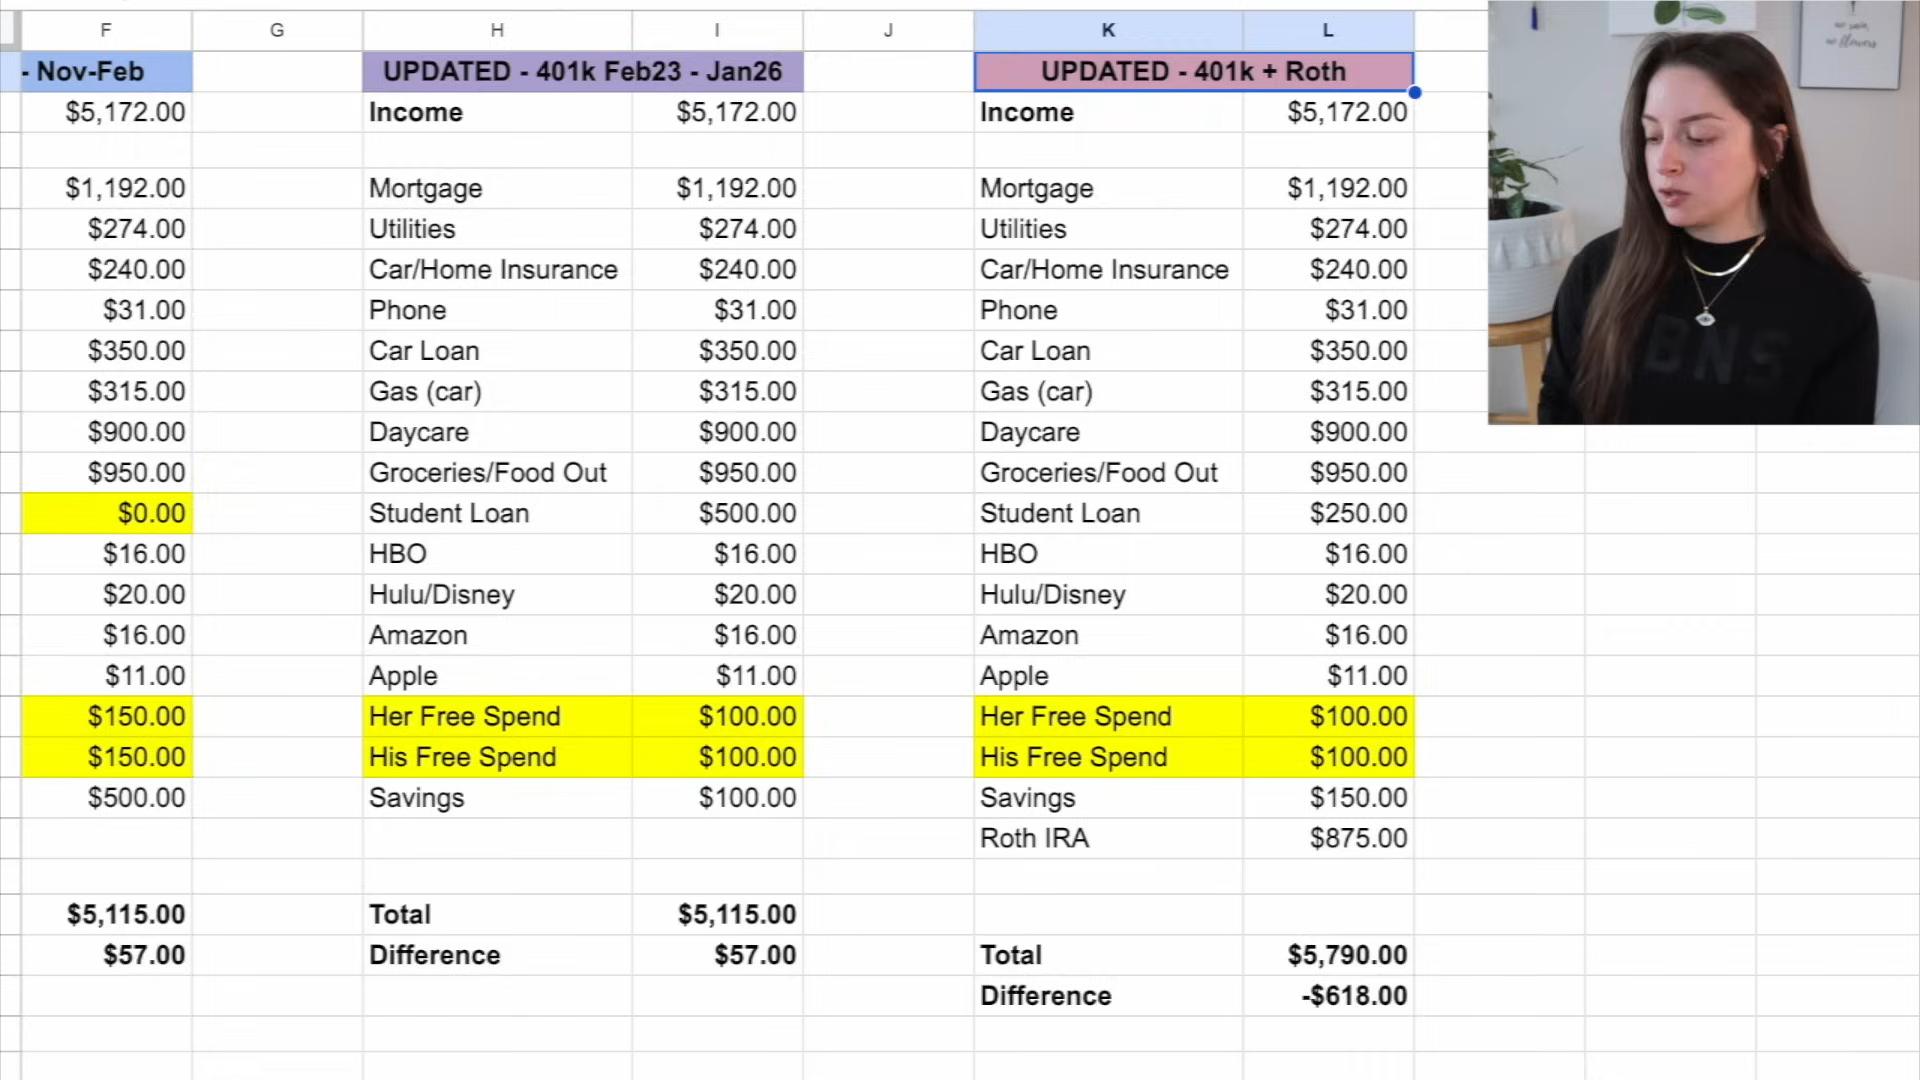 F G H I J K L
- Nov-Feb UPDATED - 401k Feb23 - Jan26 UPDATED - 401k + Roth
$5,172.00 Income $5,172.00 Income $5,172.00
$1,192.00 Mortgage $1,192.00 Mortgage $1,192.00
$274.00 Utilities $274.00 Utilities $274.00
$240.00 Car/Home Insurance $240.00 Car/Home Insurance $240.00
$31.00 Phone $31.00 Phone $31.00
$350.00 Car Loan $350.00 Car Loan $350.00
$315.00 Gas (car) $315.00 Gas (car) $315.00
$900.00 Daycare $900.00 Daycare $900.00
$950.00 Groceries/Food Out $950.00 Groceries/Food Out $950.00
$0.00 Student Loan $500.00 Student Loan $250.00
$16.00 HBO $16.00 HBO $16.00
$20.00 Hulu/Disney $20.00 Hulu/Disney $20.00
$16.00 Amazon $16.00 Amazon $16.00
$11.00 Apple $11.00 Apple $11.00
$150.00 Her Free Spend $100.00 Her Free Spend $100.00
$150.00 His Free Spend $100.00 His Free Spend $100.00
$500.00 Savings $100.00 Savings $150.00
Roth IRA $875.00
$5,115.00 Total $5,115.00
$57.00 Difference $57.00 Total $5,790.00
Difference -$618.00
no rain,
no flowers
BNS